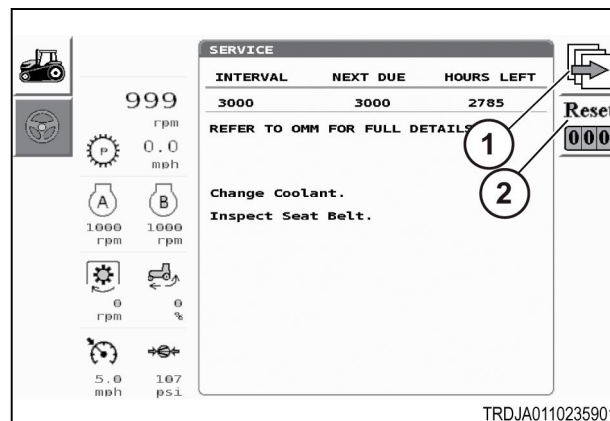 SERVICE
INTERVAL NEXT DUE HOURS LEFT
3000 3000 2785
REFER TO OMM FOR FULL DETAILS
Change Coolant.
Inspect Seat Belt.
999
rpm
P
0.0
mph
A B
1000 1000
rpm rpm
0 0
rpm %
5.0 107
mph psi
1
Reset
000
2
TRDJA011023590